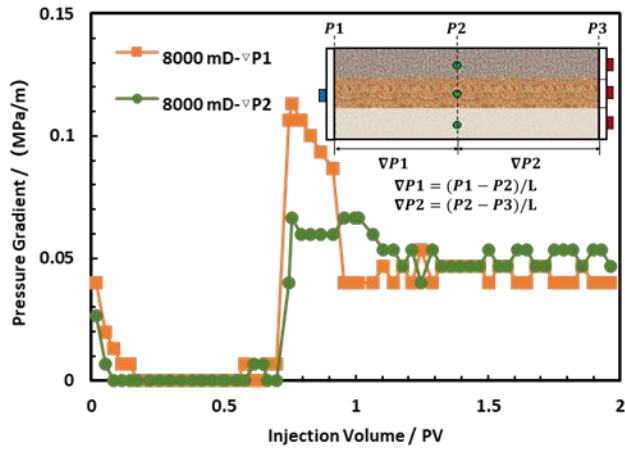 0.15
P1 P2 P3
8000 mD-▽P1
8000 mD-▽P2
0.1
∇P1 ∇P2
∇P1 = (P1 − P2)/L
∇P2 = (P2 − P3)/L
0.05
0
Pressure Gradient / (MPa/m)
0 0.5 1 1.5 2
Injection Volume / PV